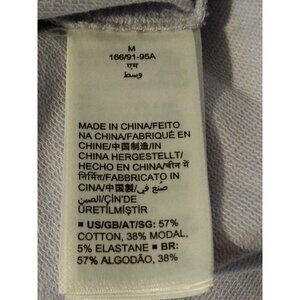 M
166/91-95A
एम
وسط
MADE IN CHINA/FEITO
NA CHINA/FABRIQUÉ EN
CHINE/中国制造/IN
CHINA HERGESTELLT/
HECHO EN CHINA/चीन में
निर्मित/FABBRICATO IN
CINA/中国製/صنع في
الصين/ÇİN'DE
ÜRETİLMİŞTİR
■ US/GB/AT/SG: 57%
COTTON, 38% MODAL,
5% ELASTANE ■ BR:
57% ALGODÃO, 38%